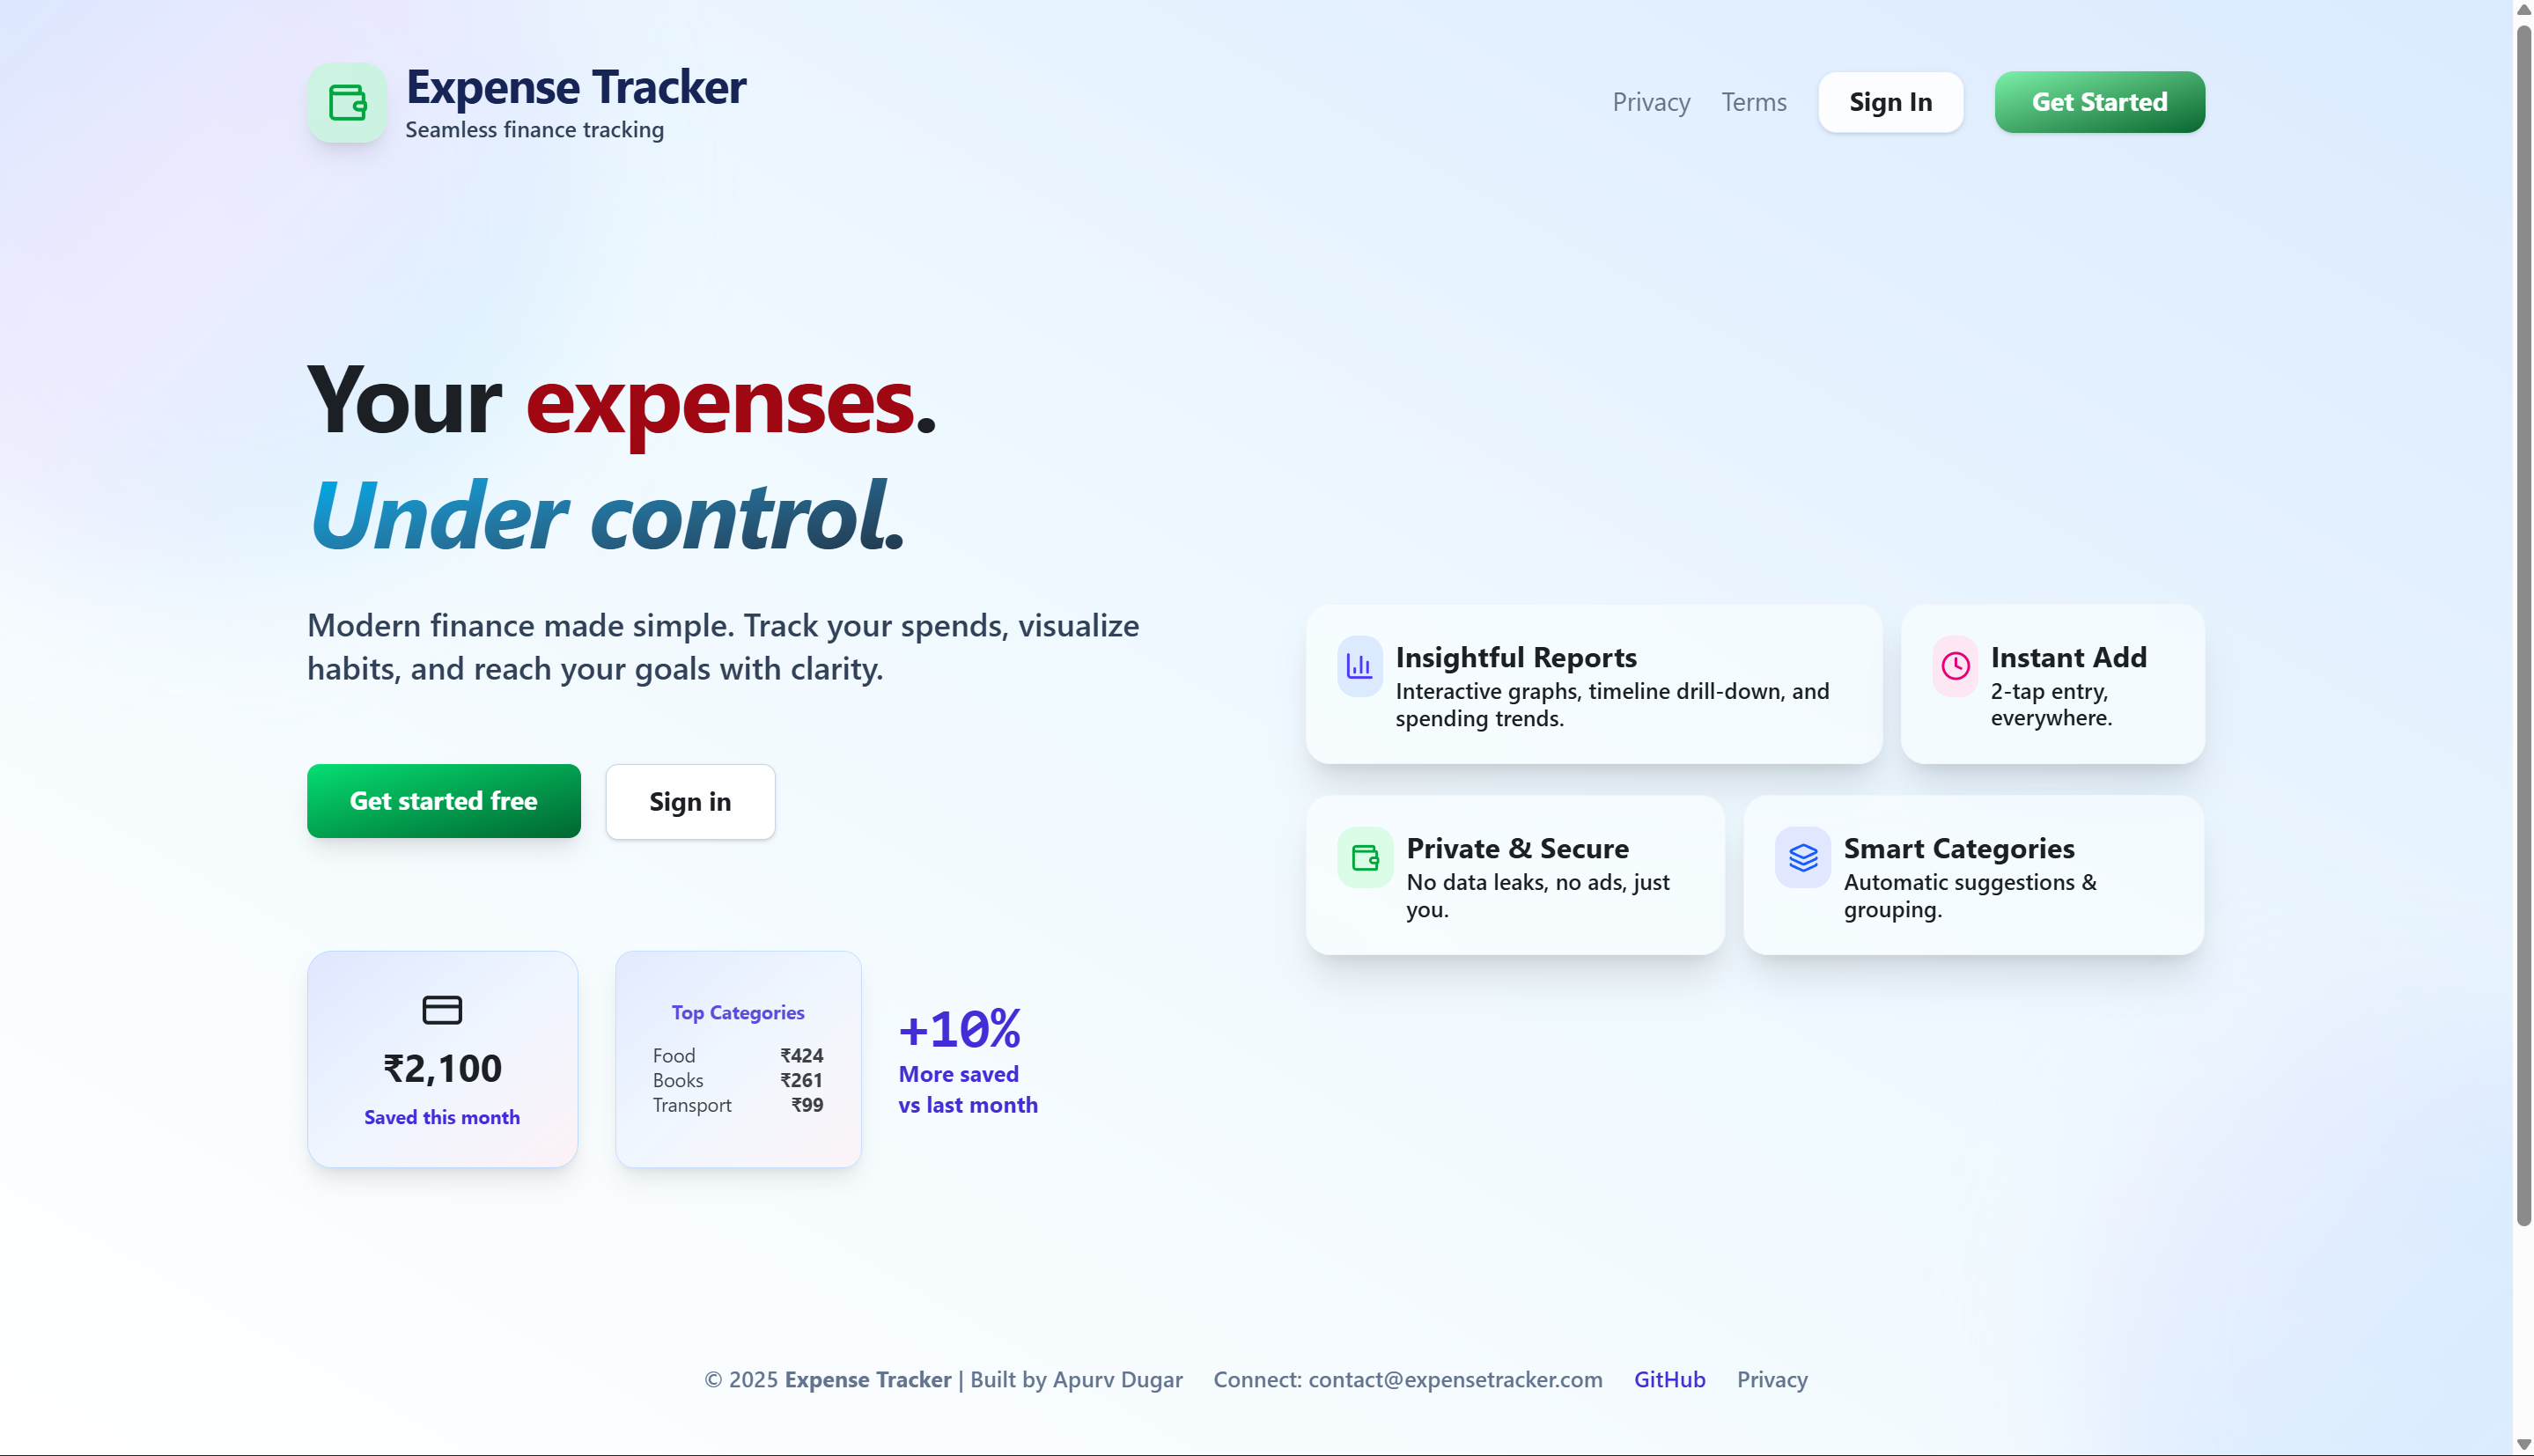 Expense Tracker
Seamless finance tracking
Privacy
Terms
Sign In
Get Started
Your expenses.
Under control.
Modern finance made simple. Track your spends, visualize
habits, and reach your goals with clarity.
Get started free
Sign in
₹2,100
Saved this month
Top Categories
Food ₹424
Books ₹261
Transport ₹99
+10%
More saved
vs last month
Insightful Reports
Interactive graphs, timeline drill-down, and
spending trends.
Instant Add
2-tap entry,
everywhere.
Private & Secure
No data leaks, no ads, just
you.
Smart Categories
Automatic suggestions &
grouping.
© 2025 Expense Tracker | Built by Apurv Dugar Connect: contact@expensetracker.com GitHub Privacy